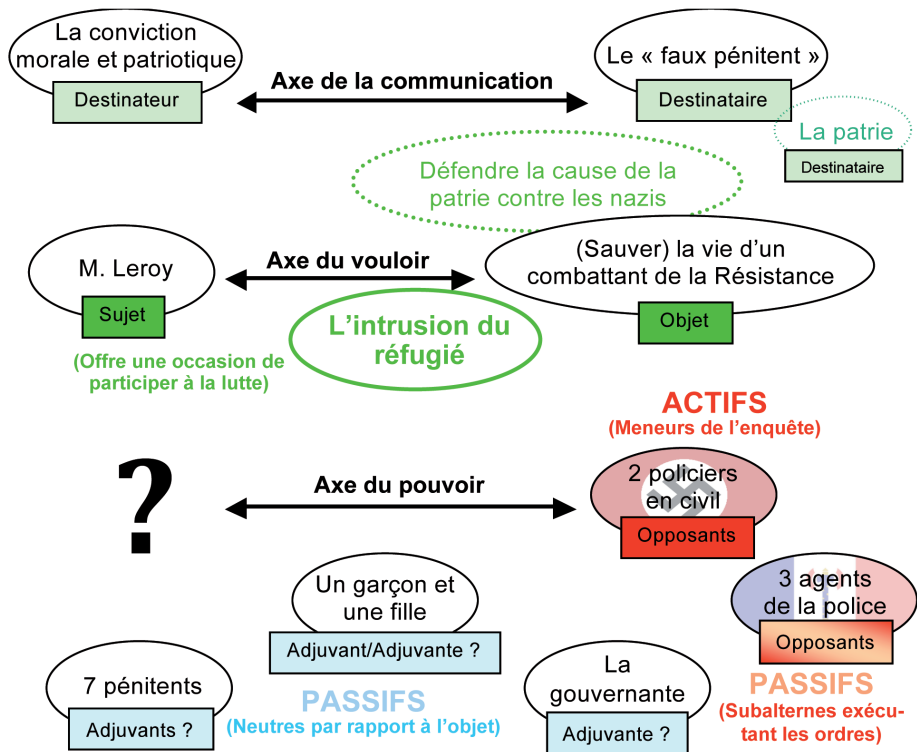 La conviction
morale et patriotique
Destinateur
Axe de la communication
Le « faux pénitent »
Destinataire
La patrie
Destinataire
Défendre la cause de la
patrie contre les nazis
M. Leroy
Sujet
Axe du vouloir
(Sauver) la vie d’un
combattant de la Résistance
Objet
(Offre une occasion de
participer à la lutte)
L’intrusion du
réfugié
ACTIFS
(Meneurs de l’enquête)
?
Axe du pouvoir
2 policiers
en civil
Opposants
Un garçon et
une fille
Adjuvant/Adjuvante ?
3 agents
de la police
Opposants
7 pénitents
Adjuvants ?
PASSIFS
(Neutres par rapport à l’objet)
La
gouvernante
Adjuvante ?
PASSIFS
(Subalternes exécu-
tant les ordres)